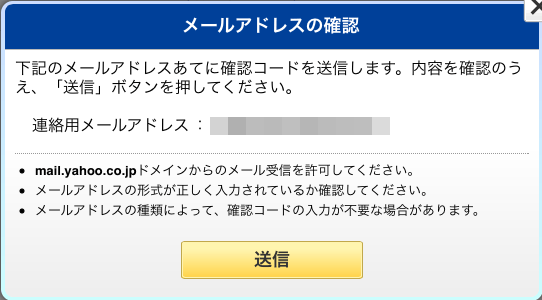 メールアドレスの確認
下記のメールアドレスあてに確認コードを送信します。内容を確認のう
え、「送信」ボタンを押してください。
連絡用メールアドレス：
• mail.yahoo.co.jpドメインからのメール受信を許可してください。
• メールアドレスの形式が正しく入力されているか確認してください。
• メールアドレスの種類によって、確認コードの入力が不要な場合があります。
送信